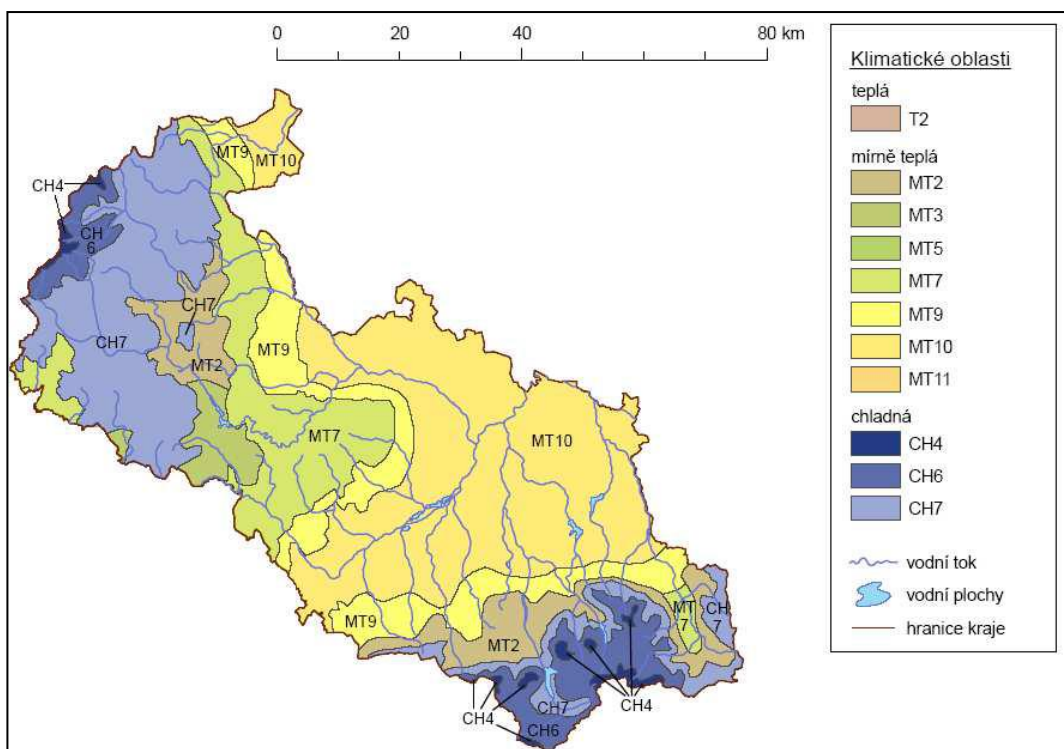 0 20 40 80 km
MT9
MT10
CH4
CH
6
CH7
CH7
MT2
MT9
MT7
MT10
MT9
MT2
MT
7
CH
7
CH4
CH7
CH6
CH4
Klimatické oblasti
teplá
T2
mírně teplá
MT2
MT3
MT5
MT7
MT9
MT10
MT11
chladná
CH4
CH6
CH7
vodní tok
vodní plochy
hranice kraje